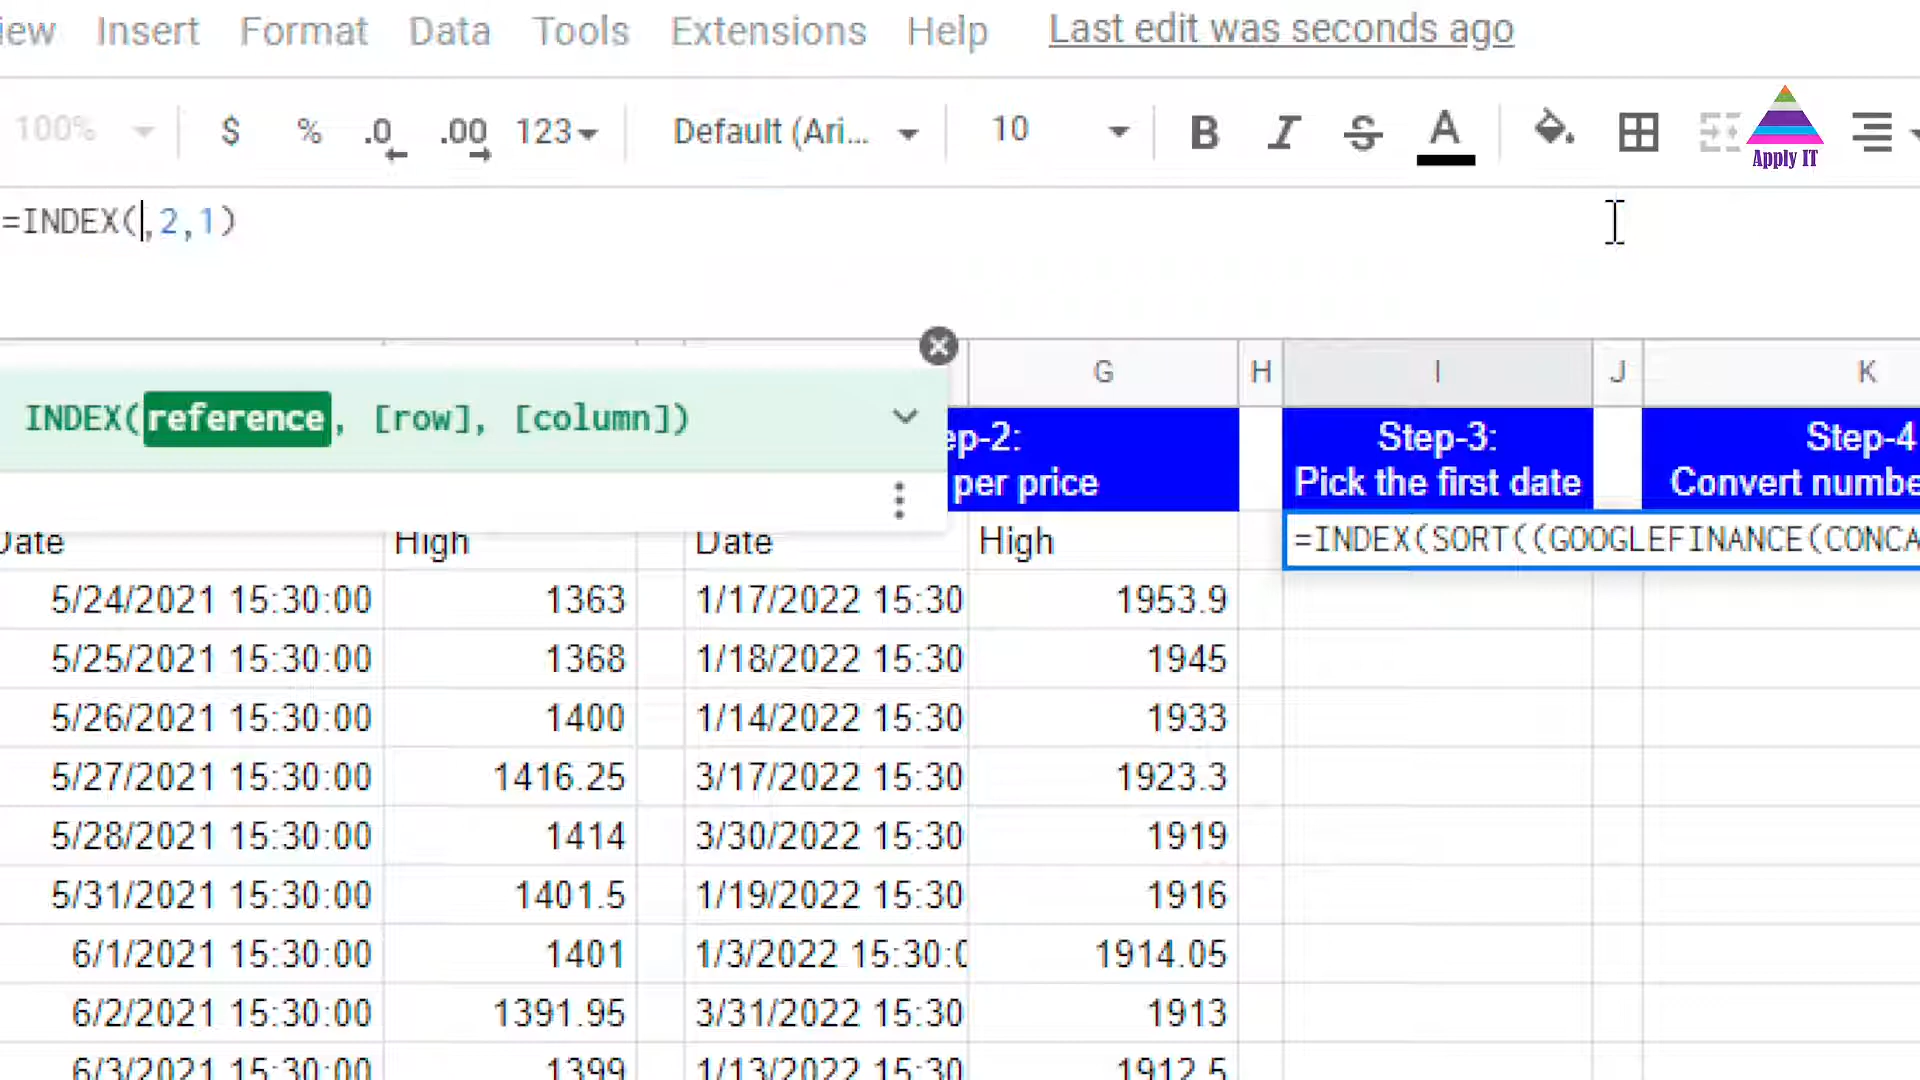 iew Insert Format Data Tools Extensions Help Last edit was seconds ago
100% $ % .0 .00 123 Default (Ari... 10 B I S A
Apply IT
=INDEX(,2,1)
G H I J K
INDEX(reference, [row], [column])
ep-2: Step-3: Step-4
per price Pick the first date Convert numbe
Date High Date High =INDEX(SORT((GOOGLEFINANCE(CONCA
5/24/2021 15:30:00 1363 1/17/2022 15:30 1953.9
5/25/2021 15:30:00 1368 1/18/2022 15:30 1945
5/26/2021 15:30:00 1400 1/14/2022 15:30 1933
5/27/2021 15:30:00 1416.25 3/17/2022 15:30 1923.3
5/28/2021 15:30:00 1414 3/30/2022 15:30 1919
5/31/2021 15:30:00 1401.5 1/19/2022 15:30 1916
6/1/2021 15:30:00 1401 1/3/2022 15:30:0 1914.05
6/2/2021 15:30:00 1391.95 3/31/2022 15:30 1913
6/3/2021 15:30:00 1399 1/13/2022 15:30 1912.5